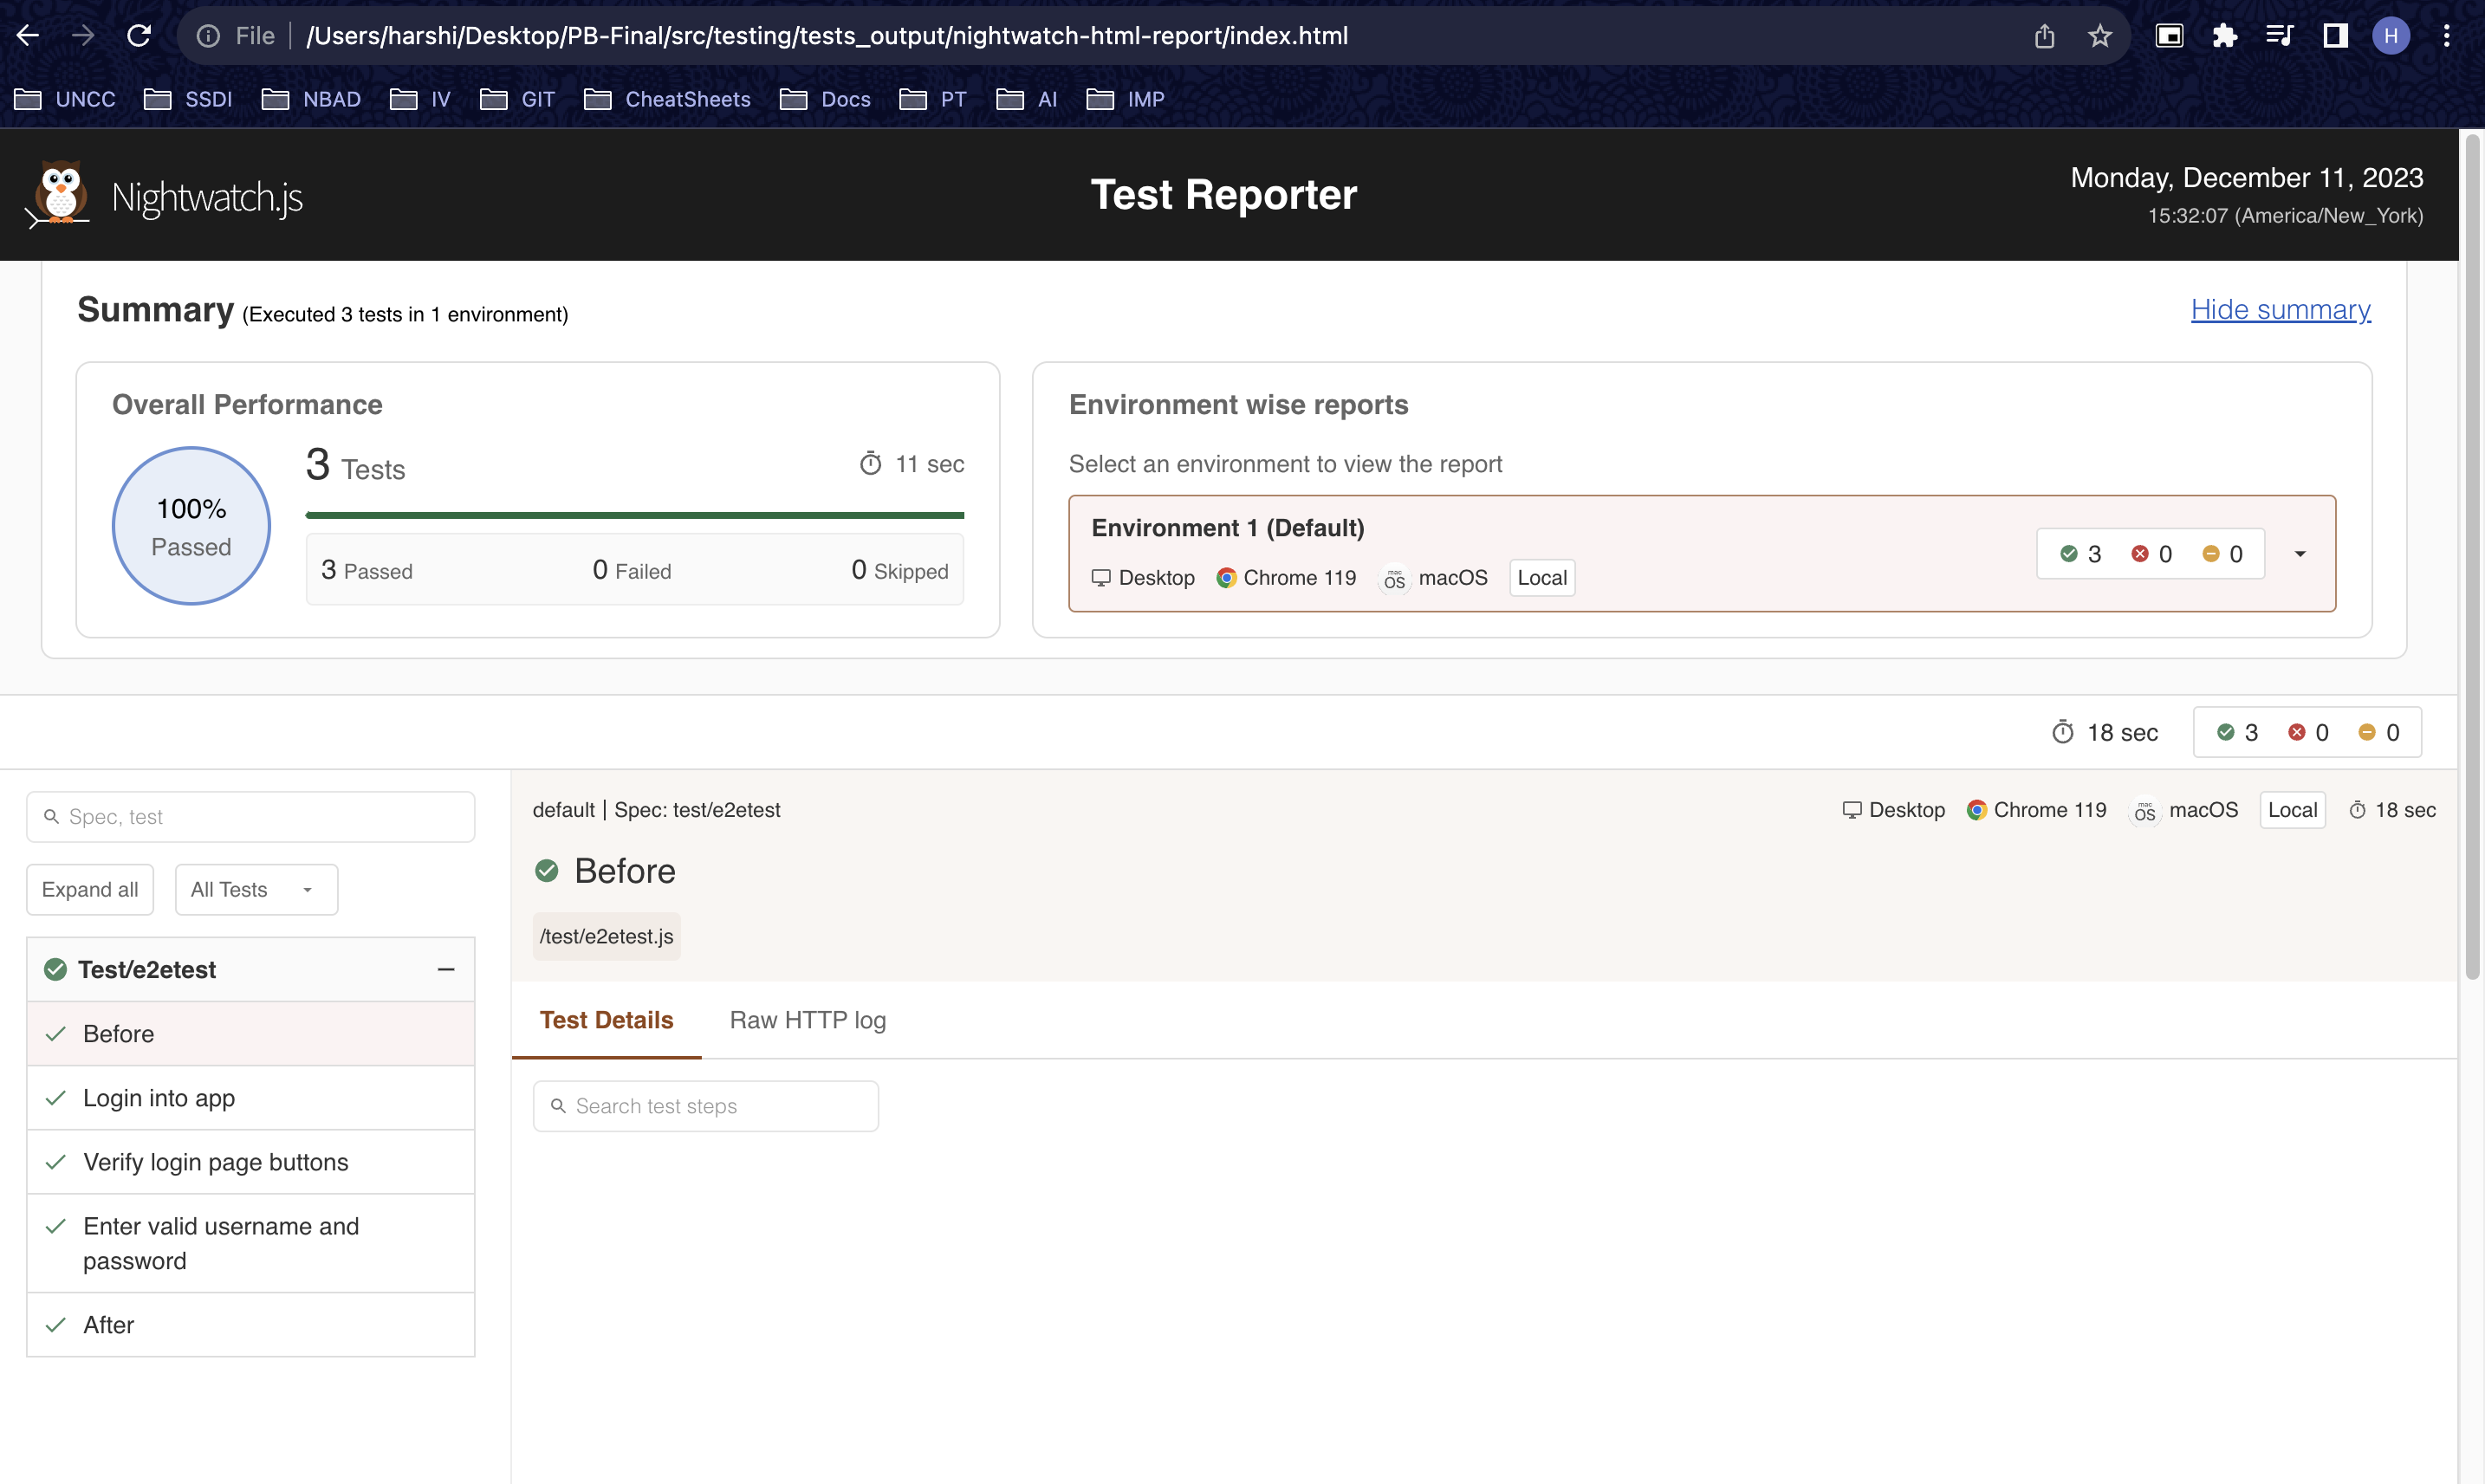 File /Users/harshi/Desktop/PB-Final/src/testing/tests_output/nightwatch-html-report/index.html H
UNCC SSDI NBAD IV GIT CheatSheets Docs PT AI IMP
Nightwatch.js
Test Reporter
Monday, December 11, 2023
15:32:07 (America/New_York)
Summary (Executed 3 tests in 1 environment)
Hide summary
Overall Performance
100%
Passed
3 Tests
11 sec
3 Passed 0 Failed 0 Skipped
Environment wise reports
Select an environment to view the report
Environment 1 (Default)
Desktop Chrome 119 mac OS macOS Local
3 0 0
18 sec 3 0 0
Spec, test
Expand all All Tests
Test/e2etest
Before
Login into app
Verify login page buttons
Enter valid username and
password
After
default | Spec: test/e2etest
Desktop Chrome 119 mac OS macOS Local 18 sec
Before
/test/e2etest.js
Test Details Raw HTTP log
Search test steps